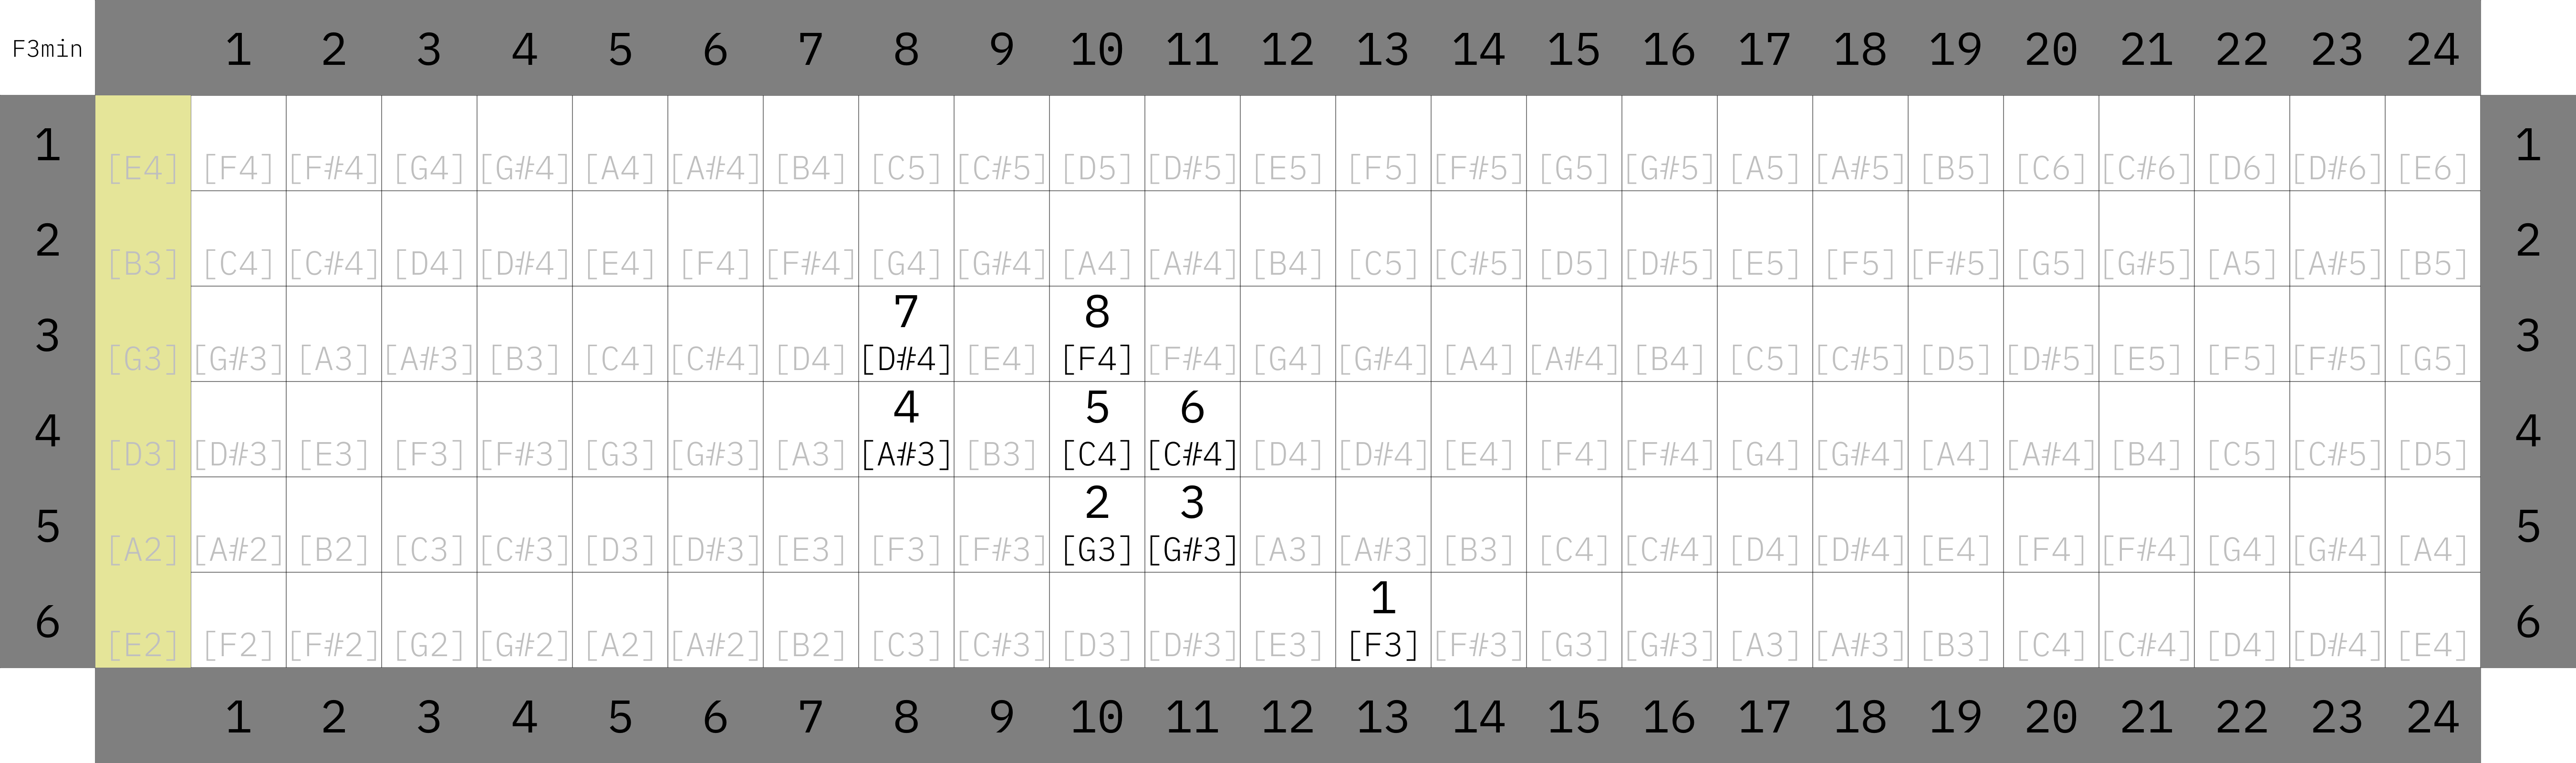 F3min 1 2 3 4 5 6 7 8 9 10 11 12 13 14 15 16 17 18 19 20 21 22 23 24
1 [E4] [F4] [F#4] [G4] [G#4] [A4] [A#4] [B4] [C5] [C#5] [D5] [D#5] [E5] [F5] [F#5] [G5] [G#5] [A5] [A#5] [B5] [C6] [C#6] [D6] [D#6] [E6] 1
2 [B3] [C4] [C#4] [D4] [D#4] [E4] [F4] [F#4] [G4] [G#4] [A4] [A#4] [B4] [C5] [C#5] [D5] [D#5] [E5] [F5] [F#5] [G5] [G#5] [A5] [A#5] [B5] 2
7 8
3 [G3] [G#3] [A3] [A#3] [B3] [C4] [C#4] [D4] [D#4] [E4] [F4] [F#4] [G4] [G#4] [A4] [A#4] [B4] [C5] [C#5] [D5] [D#5] [E5] [F5] [F#5] [G5] 3
4 5 6
4 [D3] [D#3] [E3] [F3] [F#3] [G3] [G#3] [A3] [A#3] [B3] [C4] [C#4] [D4] [D#4] [E4] [F4] [F#4] [G4] [G#4] [A4] [A#4] [B4] [C5] [C#5] [D5] 4
2 3
5 [A2] [A#2] [B2] [C3] [C#3] [D3] [D#3] [E3] [F3] [F#3] [G3] [G#3] [A3] [A#3] [B3] [C4] [C#4] [D4] [D#4] [E4] [F4] [F#4] [G4] [G#4] [A4] 5
1
6 [E2] [F2] [F#2] [G2] [G#2] [A2] [A#2] [B2] [C3] [C#3] [D3] [D#3] [E3] [F3] [F#3] [G3] [G#3] [A3] [A#3] [B3] [C4] [C#4] [D4] [D#4] [E4] 6
1 2 3 4 5 6 7 8 9 10 11 12 13 14 15 16 17 18 19 20 21 22 23 24